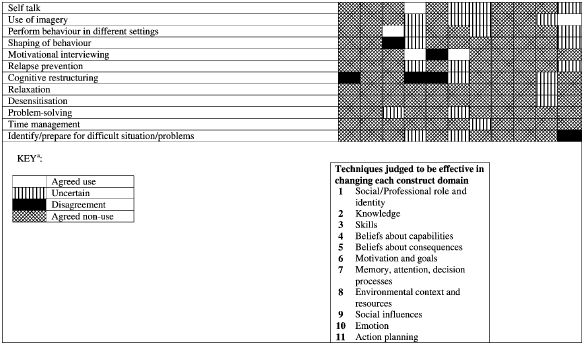 Self talk
Use of imagery
Perform behaviour in different settings
Shaping of behaviour
Motivational interviewing
Relapse prevention
Cognitive restructuring
Relaxation
Desensitisation
Problem-solving
Time management
Identify/prepare for difficult situation/problems
KEYa:
Agreed use
Uncertain
Disagreement
Agreed non-use
Techniques judged to be effective in
changing each construct domain
1 Social/Professional role and
identity
2 Knowledge
3 Skills
4 Beliefs about capabilities
5 Beliefs about consequences
6 Motivation and goals
7 Memory, attention, decision
processes
8 Environmental context and
resources
9 Social influences
10 Emotion
11 Action planning